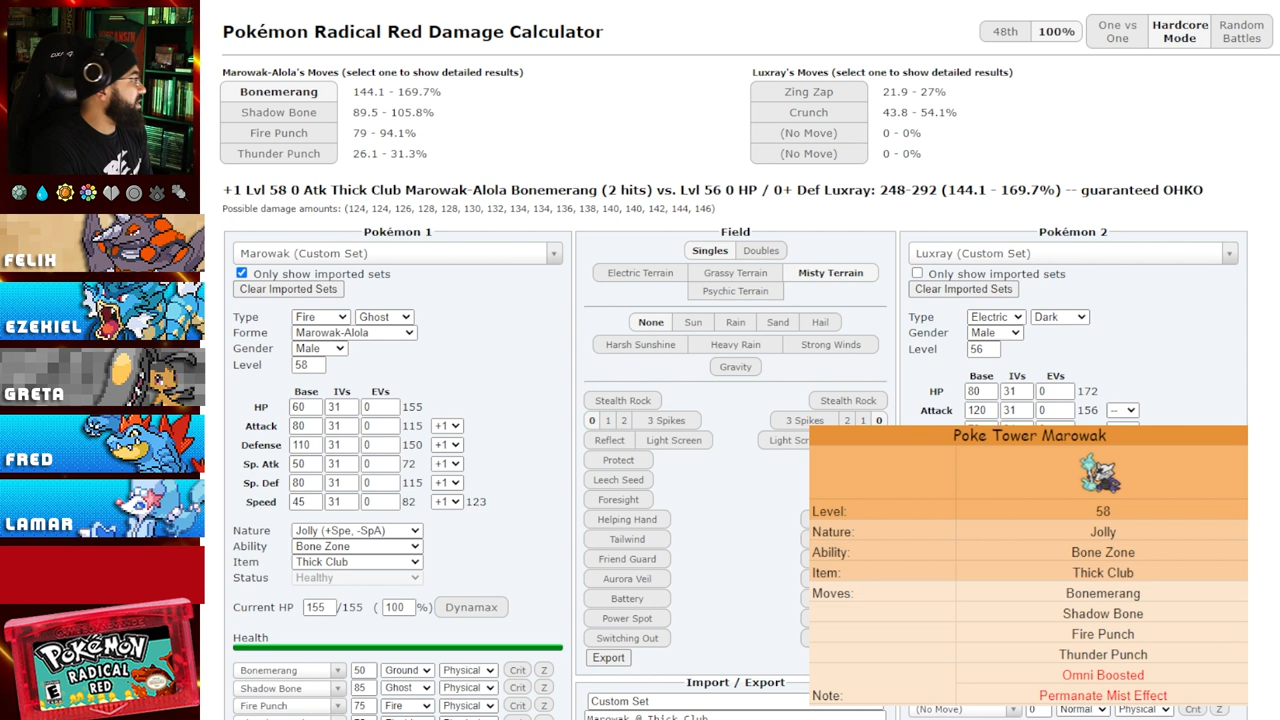 Pokémon Radical Red Damage Calculator
48th 100%
One vs One
Hardcore Mode
Random Battles
Marowak-Alola's Moves (select one to show detailed results)
Bonemerang 144.1 - 169.7%
Shadow Bone 89.5 - 105.8%
Fire Punch 79 - 94.1%
Thunder Punch 26.1 - 31.3%
Luxray's Moves (select one to show detailed results)
Zing Zap 21.9 - 27%
Crunch 43.8 - 54.1%
(No Move) 0 - 0%
(No Move) 0 - 0%
+1 Lvl 58 0 Atk Thick Club Marowak-Alola Bonemerang (2 hits) vs. Lvl 56 0 HP / 0+ Def Luxray: 248-292 (144.1 - 169.7%) -- guaranteed OHKO
Possible damage amounts: (124, 124, 126, 128, 128, 130, 132, 134, 134, 136, 138, 140, 140, 142, 144, 146)
FELIX
EZEKIEL
GRETA
FRED
LAMAR
POKéMON
RADICAL
RED
E
Pokémon 1
Marowak (Custom Set)
Only show imported sets
Clear Imported Sets
Type Fire Ghost
Forme Marowak-Alola
Gender Male
Level 58
Base IVs EVs
HP 60 31 0 155
Attack 80 31 0 115 +1
Defense 110 31 0 150 +1
Sp. Atk 50 31 0 72 +1
Sp. Def 80 31 0 115 +1
Speed 45 31 0 82 +1 123
Nature Jolly (+Spe, -SpA)
Ability Bone Zone
Item Thick Club
Status Healthy
Current HP 155 /155 ( 100 %) Dynamax
Health
Bonemerang 50 Ground Physical Crit Z
Shadow Bone 85 Ghost Physical Crit Z
Fire Punch 75 Fire Physical Crit Z
Field
Singles Doubles
Electric Terrain Grassy Terrain Misty Terrain
Psychic Terrain
None Sun Rain Sand Hail
Harsh Sunshine Heavy Rain Strong Winds
Gravity
Stealth Rock Stealth Rock
0 1 2 3 Spikes 3 Spikes 2 1 0
Reflect Light Screen Light Scr
Protect
Leech Seed
Foresight
Helping Hand
Tailwind
Friend Guard
Aurora Veil
Battery
Power Spot
Switching Out
Export
Import / Export
Custom Set
Marowak @ Thick Club
Pokémon 2
Luxray (Custom Set)
Only show imported sets
Clear Imported Sets
Type Electric Dark
Gender Male
Level 56
Base IVs EVs
HP 80 31 0 172
Attack 120 31 0 156 --
Poke Tower Marowak
Level: 58
Nature: Jolly
Ability: Bone Zone
Item: Thick Club
Moves: Bonemerang
Shadow Bone
Fire Punch
Thunder Punch
Omni Boosted
Note: Permanate Mist Effect
(No Move) 0 Normal Physical Crit Z